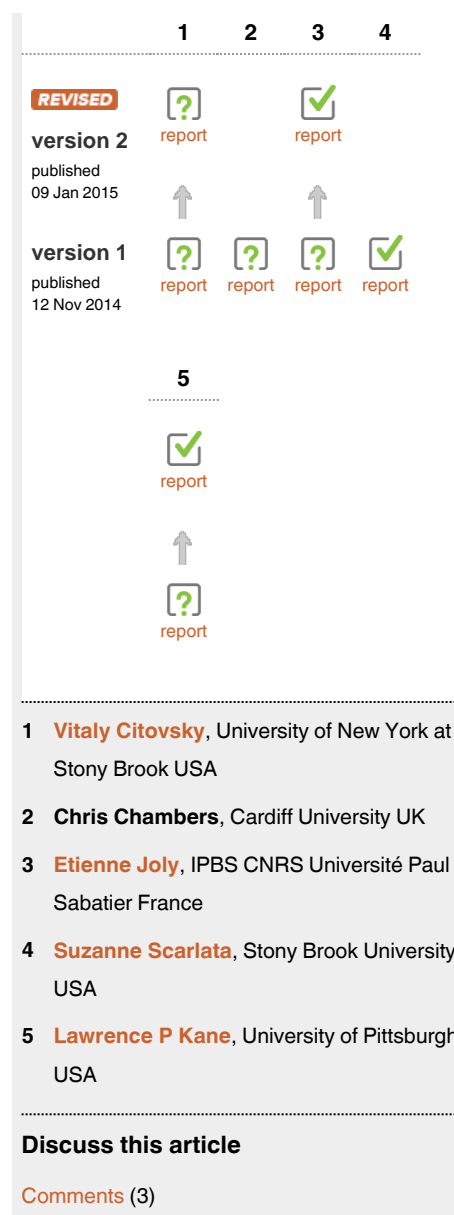 1 2 3 4
REVISED
version 2
published
09 Jan 2015
report report
version 1
published
12 Nov 2014
report report report report
5
report
report
1 Vitaly Citovsky, University of New York at
Stony Brook USA
2 Chris Chambers, Cardiff University UK
3 Etienne Joly, IPBS CNRS Université Paul
Sabatier France
4 Suzanne Scarlata, Stony Brook University
USA
5 Lawrence P Kane, University of Pittsburgh
USA
Discuss this article
Comments (3)